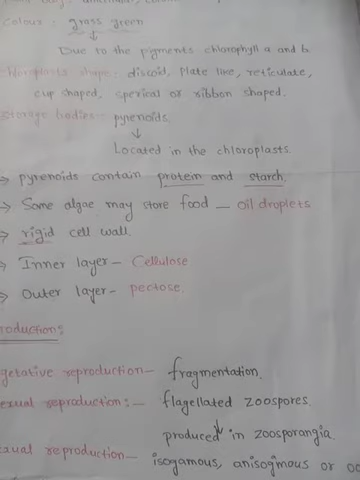 Colour : grass green
↓
Due to the pigments chlorophyll a and b
chloroplasts shape : discoid, plate like, reticulate,
cup shaped, sperical or ribbon shaped.
Storage bodies - pyrenoids
↓
Located in the chloroplasts.
→ pyrenoids contain protein and starch.
→ Some algae may store food - oil droplets
→ rigid cell wall.
→ Inner layer - Cellulose
→ Outer layer - pectose.
roduction:
getative reproduction - fragmentation.
exual reproduction:- flagellated zoospores.
↓
produced in zoosporangia.
exual reproduction - isogamous, anisogmous or oo